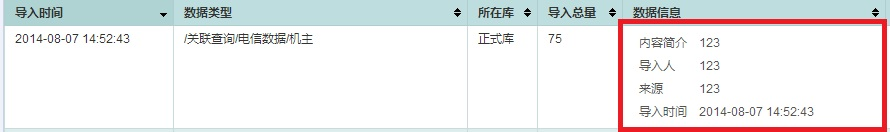 导入时间 数据类型 所在库 导入总量 数据信息
2014-08-07 14:52:43 /关联查询/电信数据/机主 正式库 75 内容简介 123
导入人 123
来源 123
导入时间 2014-08-07 14:52:43